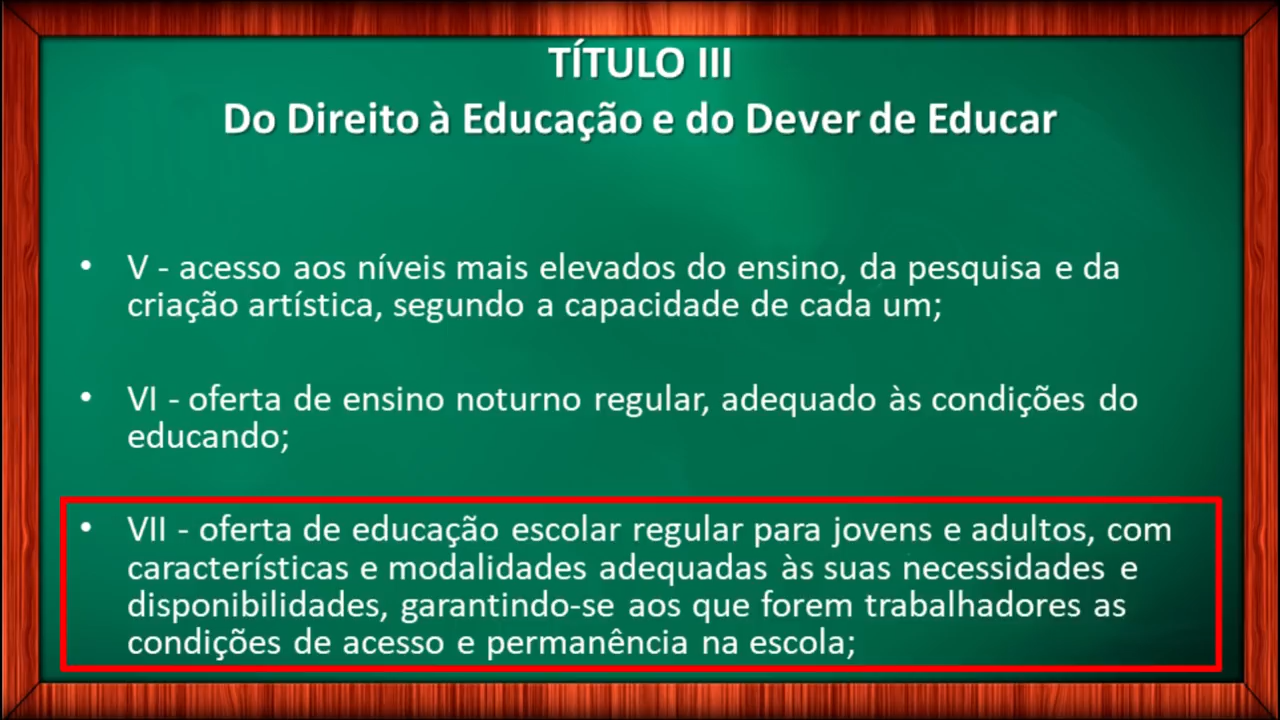 TÍTULO III
Do Direito à Educação e do Dever de Educar
• V - acesso aos níveis mais elevados do ensino, da pesquisa e da
criação artística, segundo a capacidade de cada um;
• VI - oferta de ensino noturno regular, adequado às condições do
educando;
• VII - oferta de educação escolar regular para jovens e adultos, com
características e modalidades adequadas às suas necessidades e
disponibilidades, garantindo-se aos que forem trabalhadores as
condições de acesso e permanência na escola;